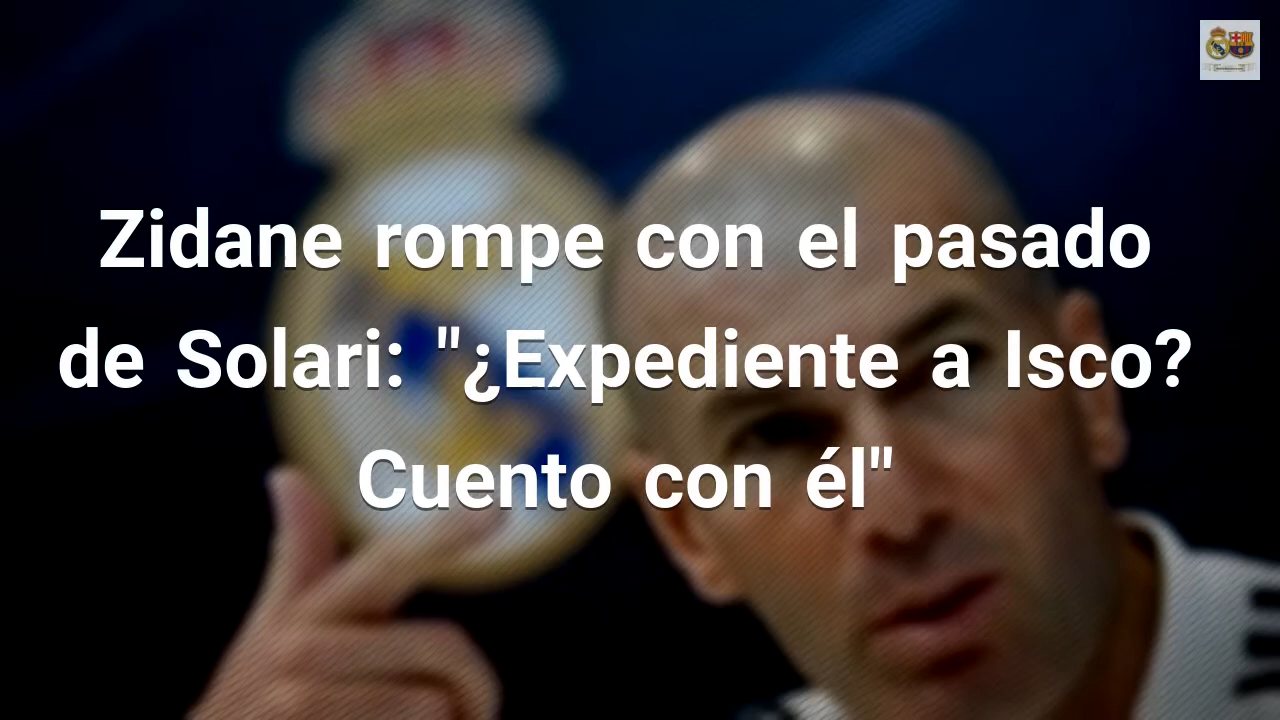 Zidane rompe con el pasado
de Solari: "¿Expediente a Isco?
Cuento con él"